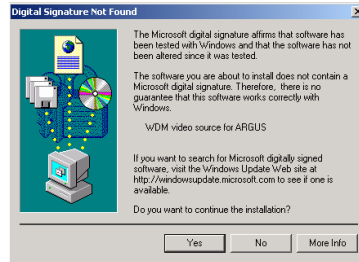 Digital Signature Not Found
The Microsoft digital signature affirms that software has
been tested with Windows and that the software has not
been altered since it was tested.
The software you are about to install does not contain a
Microsoft digital signature. Therefore, there is no
guarantee that this software works correctly with
Windows.
WDM video source for ARGUS
If you want to search for Microsoft digitally signed
software, visit the Windows Update Web site at
http://windowsupdate.microsoft.com to see if one is
available.
Do you want to continue the installation?
Yes No More Info